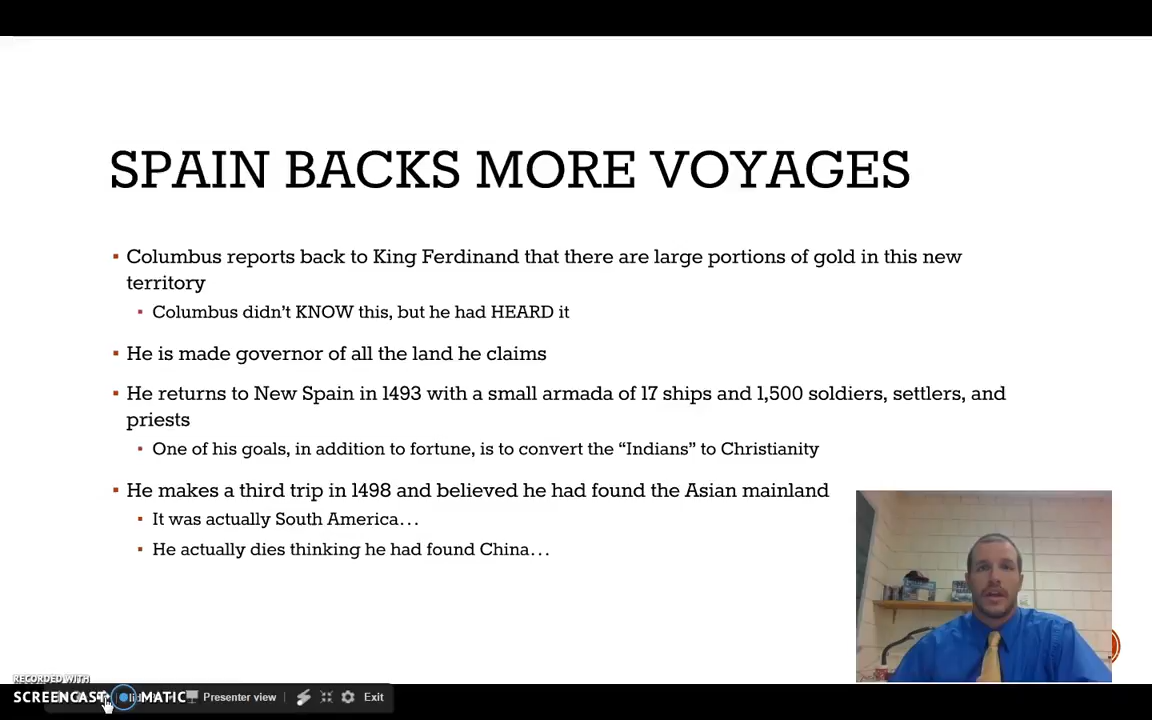 SPAIN BACKS MORE VOYAGES
Columbus reports back to King Ferdinand that there are large portions of gold in this new
territory
Columbus didn't KNOW this, but he had HEARD it
He is made governor of all the land he claims
He returns to New Spain in 1493 with a small armada of 17 ships and 1,500 soldiers, settlers, and
priests
One of his goals, in addition to fortune, is to convert the “Indians” to Christianity
He makes a third trip in 1498 and believed he had found the Asian mainland
It was actually South America…
He actually dies thinking he had found China…
RECORDED WITH
SCREENCAST MATIC Presenter view Exit